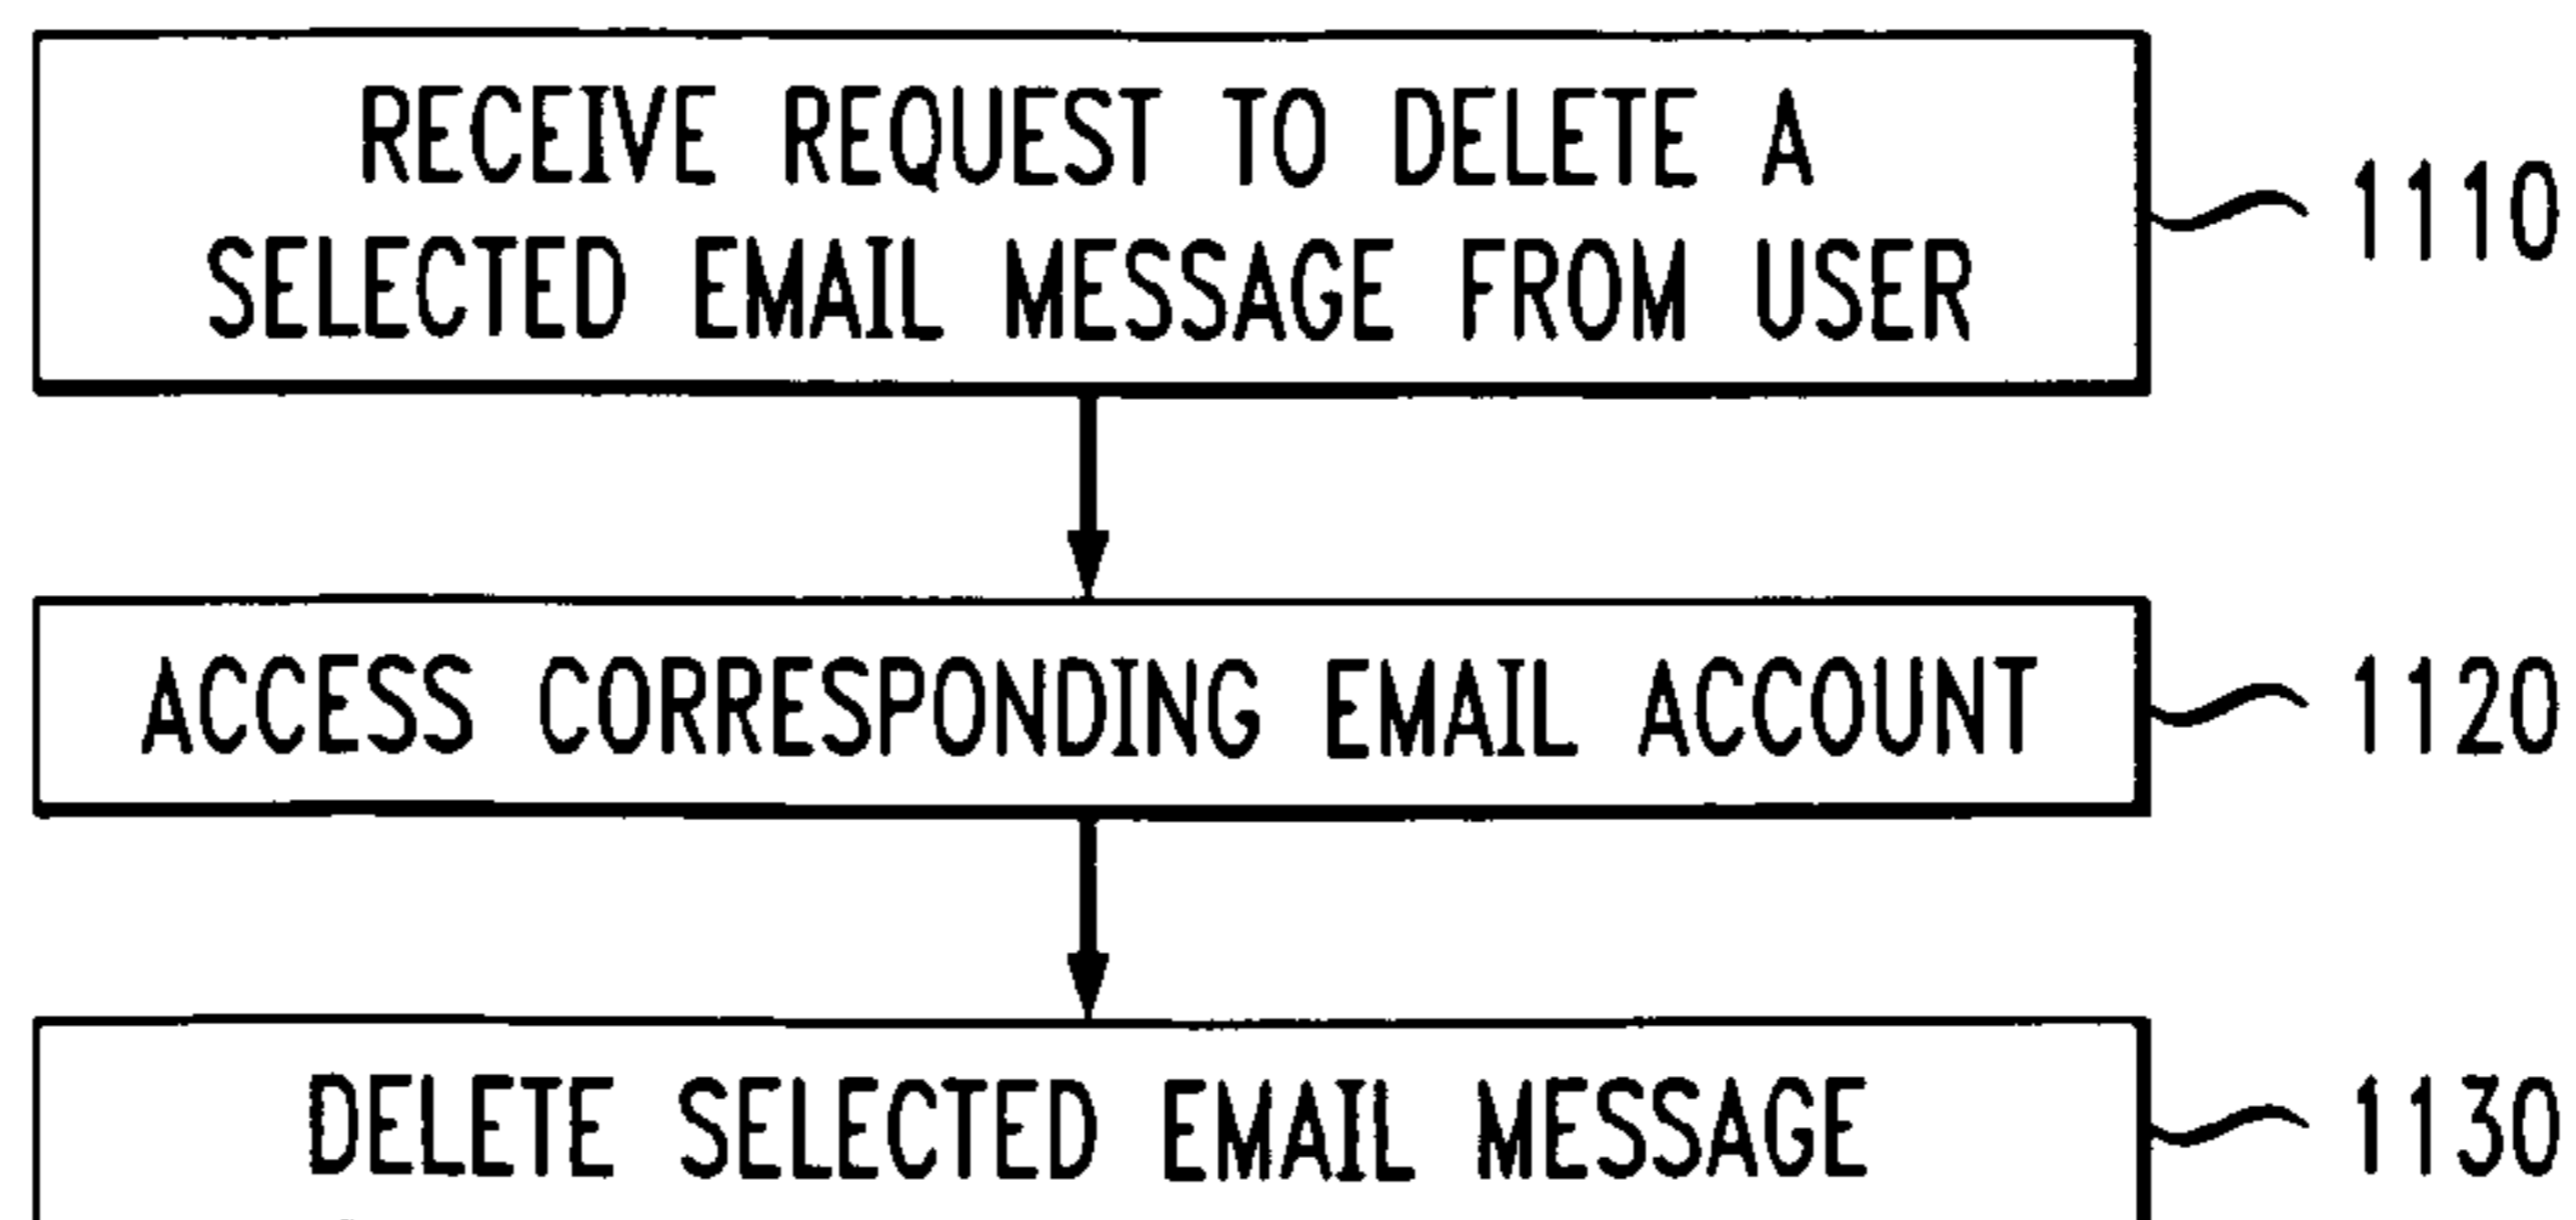 RECEIVE REQUEST TO DELETE A
SELECTED EMAIL MESSAGE FROM USER
1110
ACCESS CORRESPONDING EMAIL ACCOUNT
1120
DELETE SELECTED EMAIL MESSAGE
1130